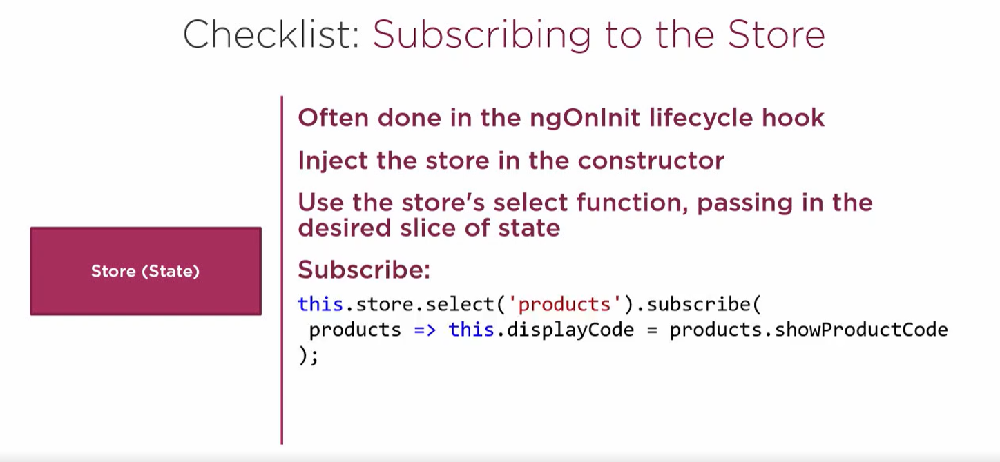 Checklist: Subscribing to the Store
Often done in the ngOnInit lifecycle hook
Inject the store in the constructor
Use the store's select function, passing in the
desired slice of state
Store (State)
Subscribe:
this.store.select('products').subscribe(
 products => this.displayCode = products.showProductCode
);